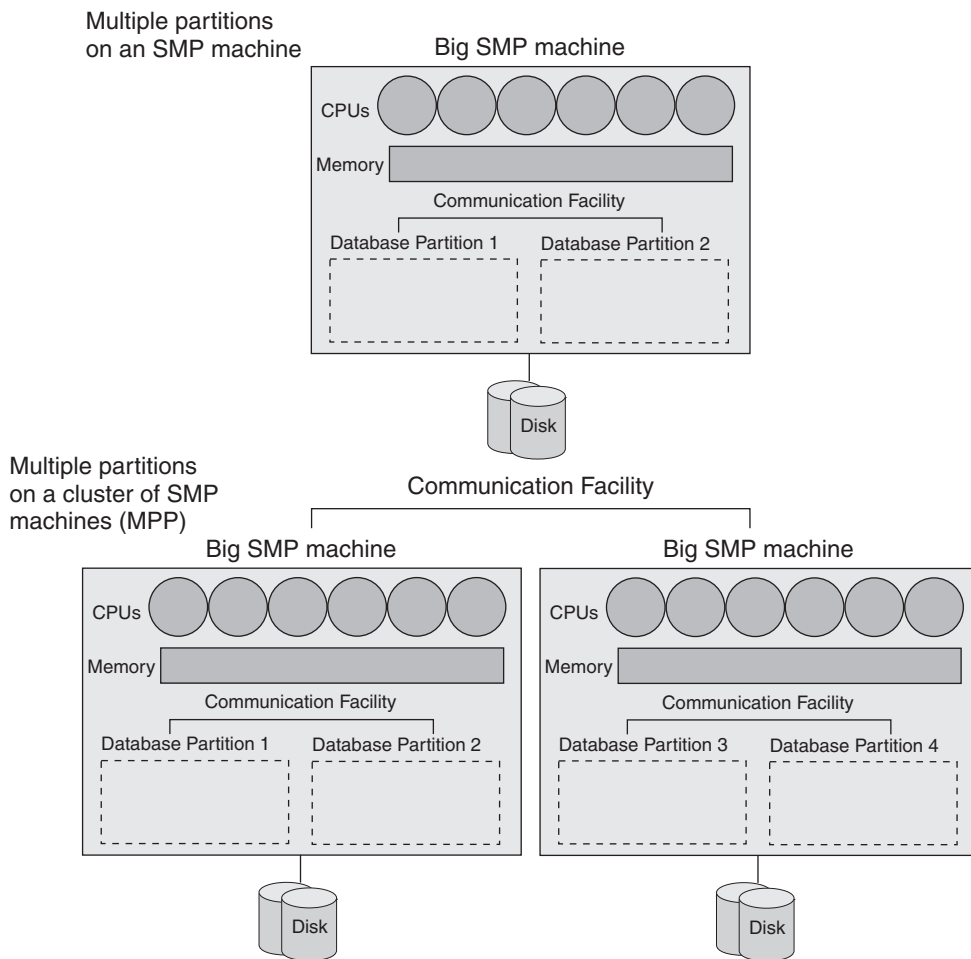 Multiple partitions
on an SMP machine
Big SMP machine
CPUs
Memory
Communication Facility
Database Partition 1
Database Partition 2
Disk
Multiple partitions
on a cluster of SMP
machines (MPP)
Communication Facility
Big SMP machine
CPUs
Memory
Communication Facility
Database Partition 1
Database Partition 2
Disk
Big SMP machine
CPUs
Memory
Communication Facility
Database Partition 3
Database Partition 4
Disk